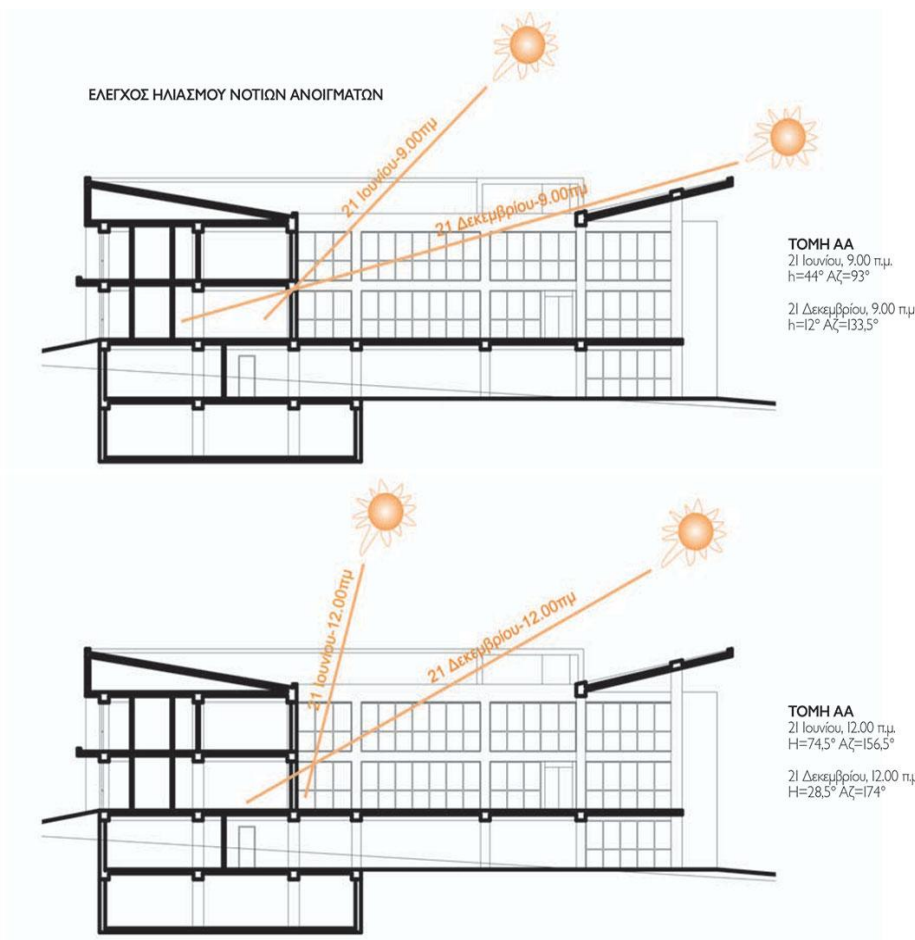 ΕΛΕΓΧΟΣ ΗΛΙΑΣΜΟΥ ΝΟΤΙΩΝ ΑΝΟΙΓΜΑΤΩΝ
21 Ιουνίου-9.00πμ
21 Δεκεμβρίου-9.00πμ
ΤΟΜΗ ΑΑ
21 Ιουνίου, 9.00 π.μ.
h=44° Αζ=93°
21 Δεκεμβρίου, 9.00 π.μ
h=12° Αζ=133,5°
21 Ιουνίου-12.00πμ
21 Δεκεμβρίου-12.00πμ
ΤΟΜΗ ΑΑ
21 Ιουνίου, 12.00 π.μ.
H=74,5° Αζ=156,5°
21 Δεκεμβρίου, 12.00 π.μ
H=28,5° Αζ=174°